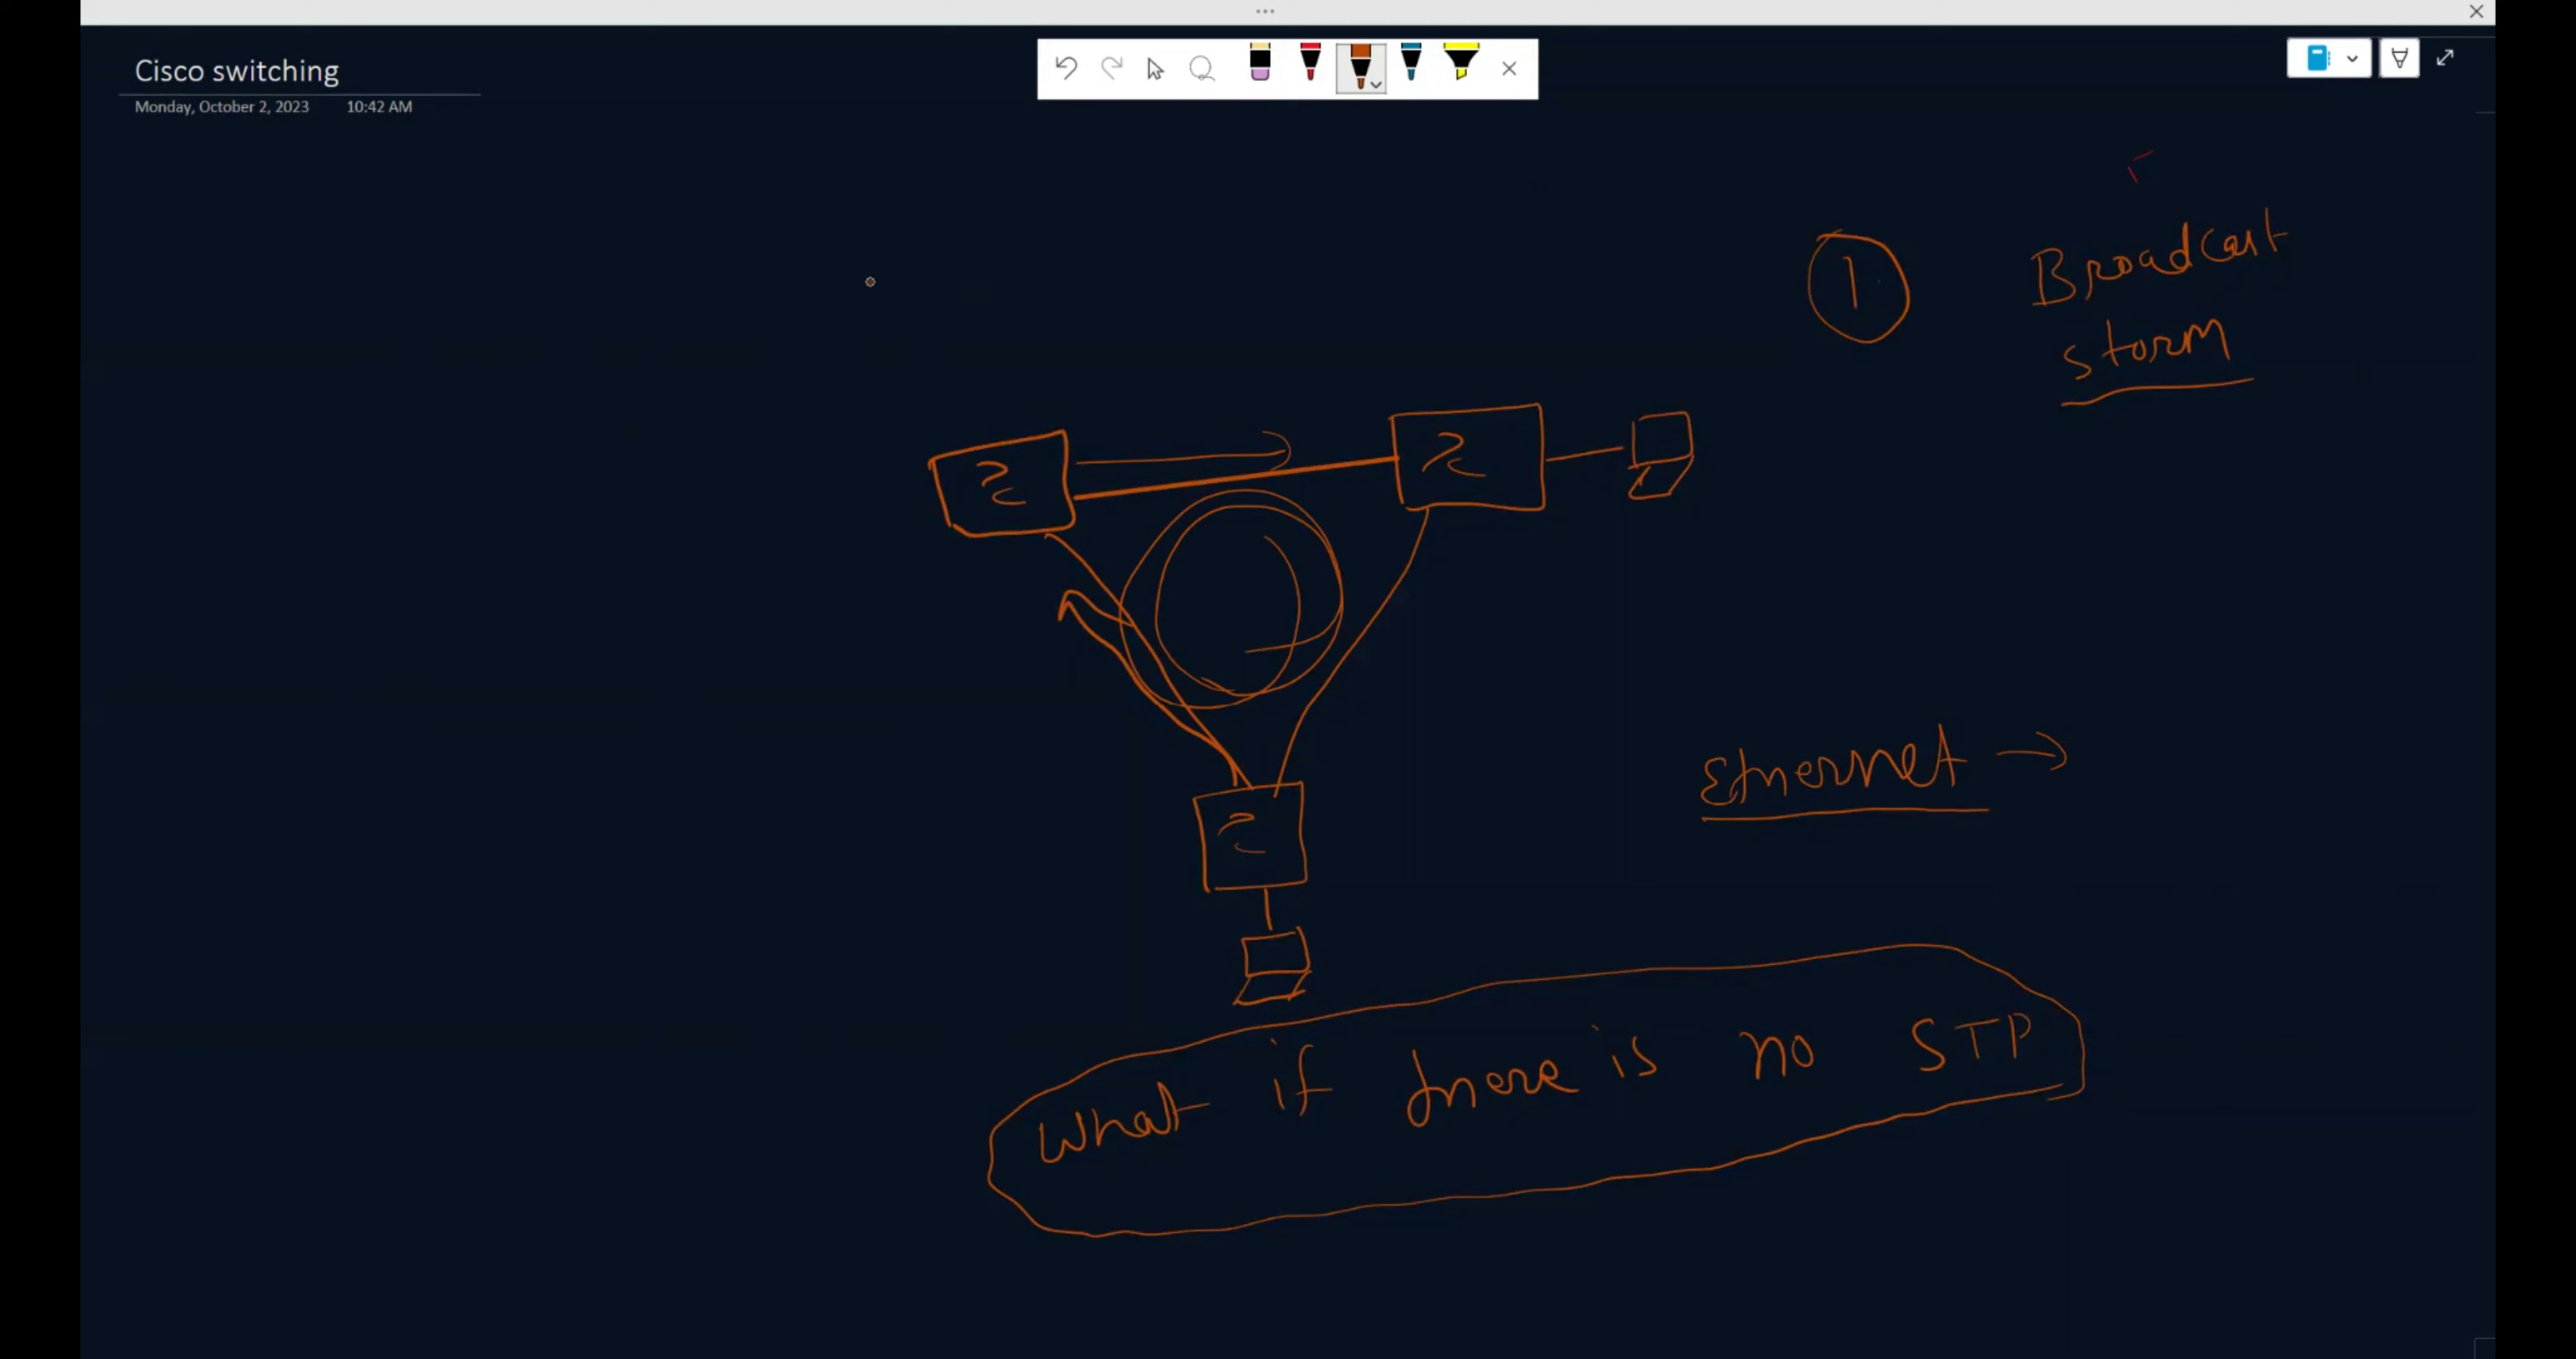 Cisco switching
Monday, October 2, 2023 10:42 AM
1
Broadcast
storm
Ethernet →
What if there is no STP